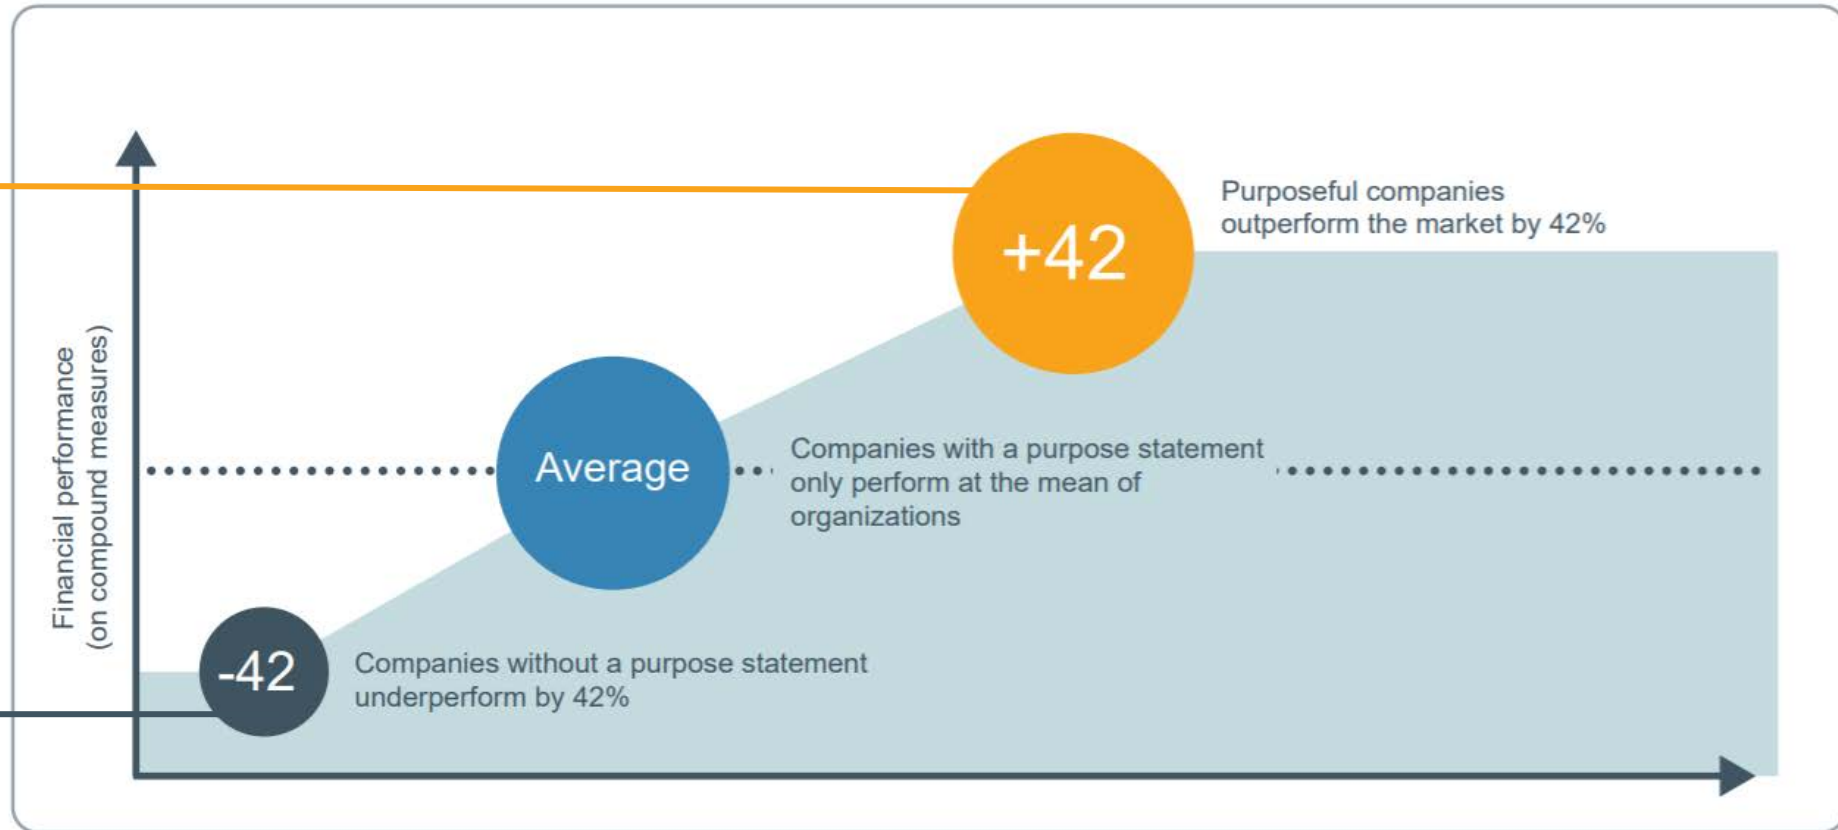 +42
Purposeful companies
outperform the market by 42%
Financial performance
(on compound measures)
Average
Companies with a purpose statement
only perform at the mean of
organizations
-42
Companies without a purpose statement
underperform by 42%